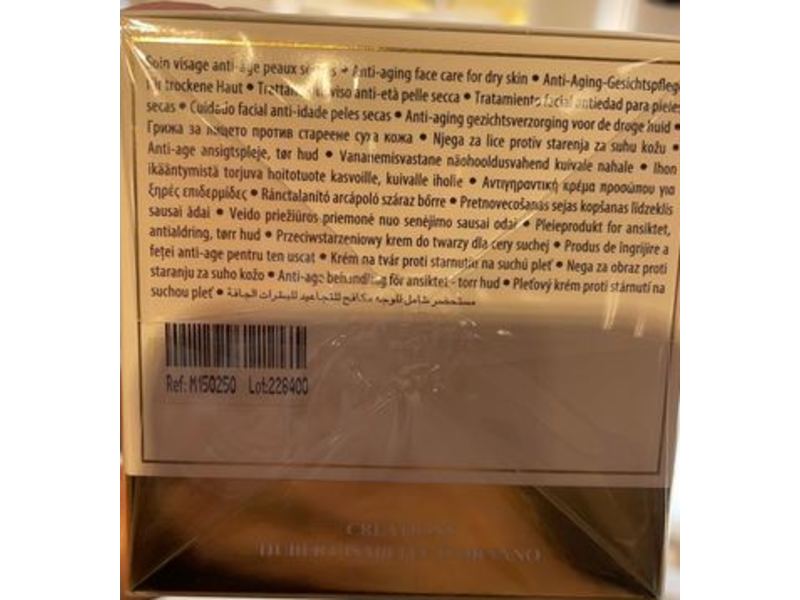 Soin visage anti-âge peaux sèches • Anti-aging face care for dry skin • Anti-Aging-Gesichtspflege
für trockene Haut • Trattamento viso anti-età pelle secca • Tratamiento facial antiedad para pieles
secas • Cuidado facial anti-idade peles secas • Anti-aging gezichtsverzorging voor de droge huid •
Грижа за лицето против стареене суха кожа • Njega za lice protiv starenja za suhu kožu •
Anti-age ansigtspleje, tør hud • Vananemisvastane näohooldusvahend kuivale nahale • Ihon
ikääntymistä torjuva hoitotuote kasvoille, kuivalle iholle • Αντιγηραντική κρέμα προσώπου για
ξηρές επιδερμίδες • Ránctalanító arcápoló száraz bőrre • Pretnovecošanās sejas kopšanas līdzeklis
sausai ādai • Veido priežiūros priemonė nuo senėjimo sausai odai • Pleieprodukt for ansiktet,
antialdring, tørr hud • Przeciwstarzeniowy krem do twarzy dla cery suchej • Produs de îngrijire a
feței anti-age pentru ten uscat • Krém na tvár proti starnutiu na suchú pleť • Nega za obraz proti
staranju za suho kožo • Anti-age behandling för ansiktet - torr hud • Pleťový krém proti stárnutí na
suchou pleť • مستحضر شامل للوجه مكافح للتجاعيد للبشرات الجافة •
Ref: M150250 Lot:226400
CREATIONS
HUBERT ISABELLE D'ORNANO